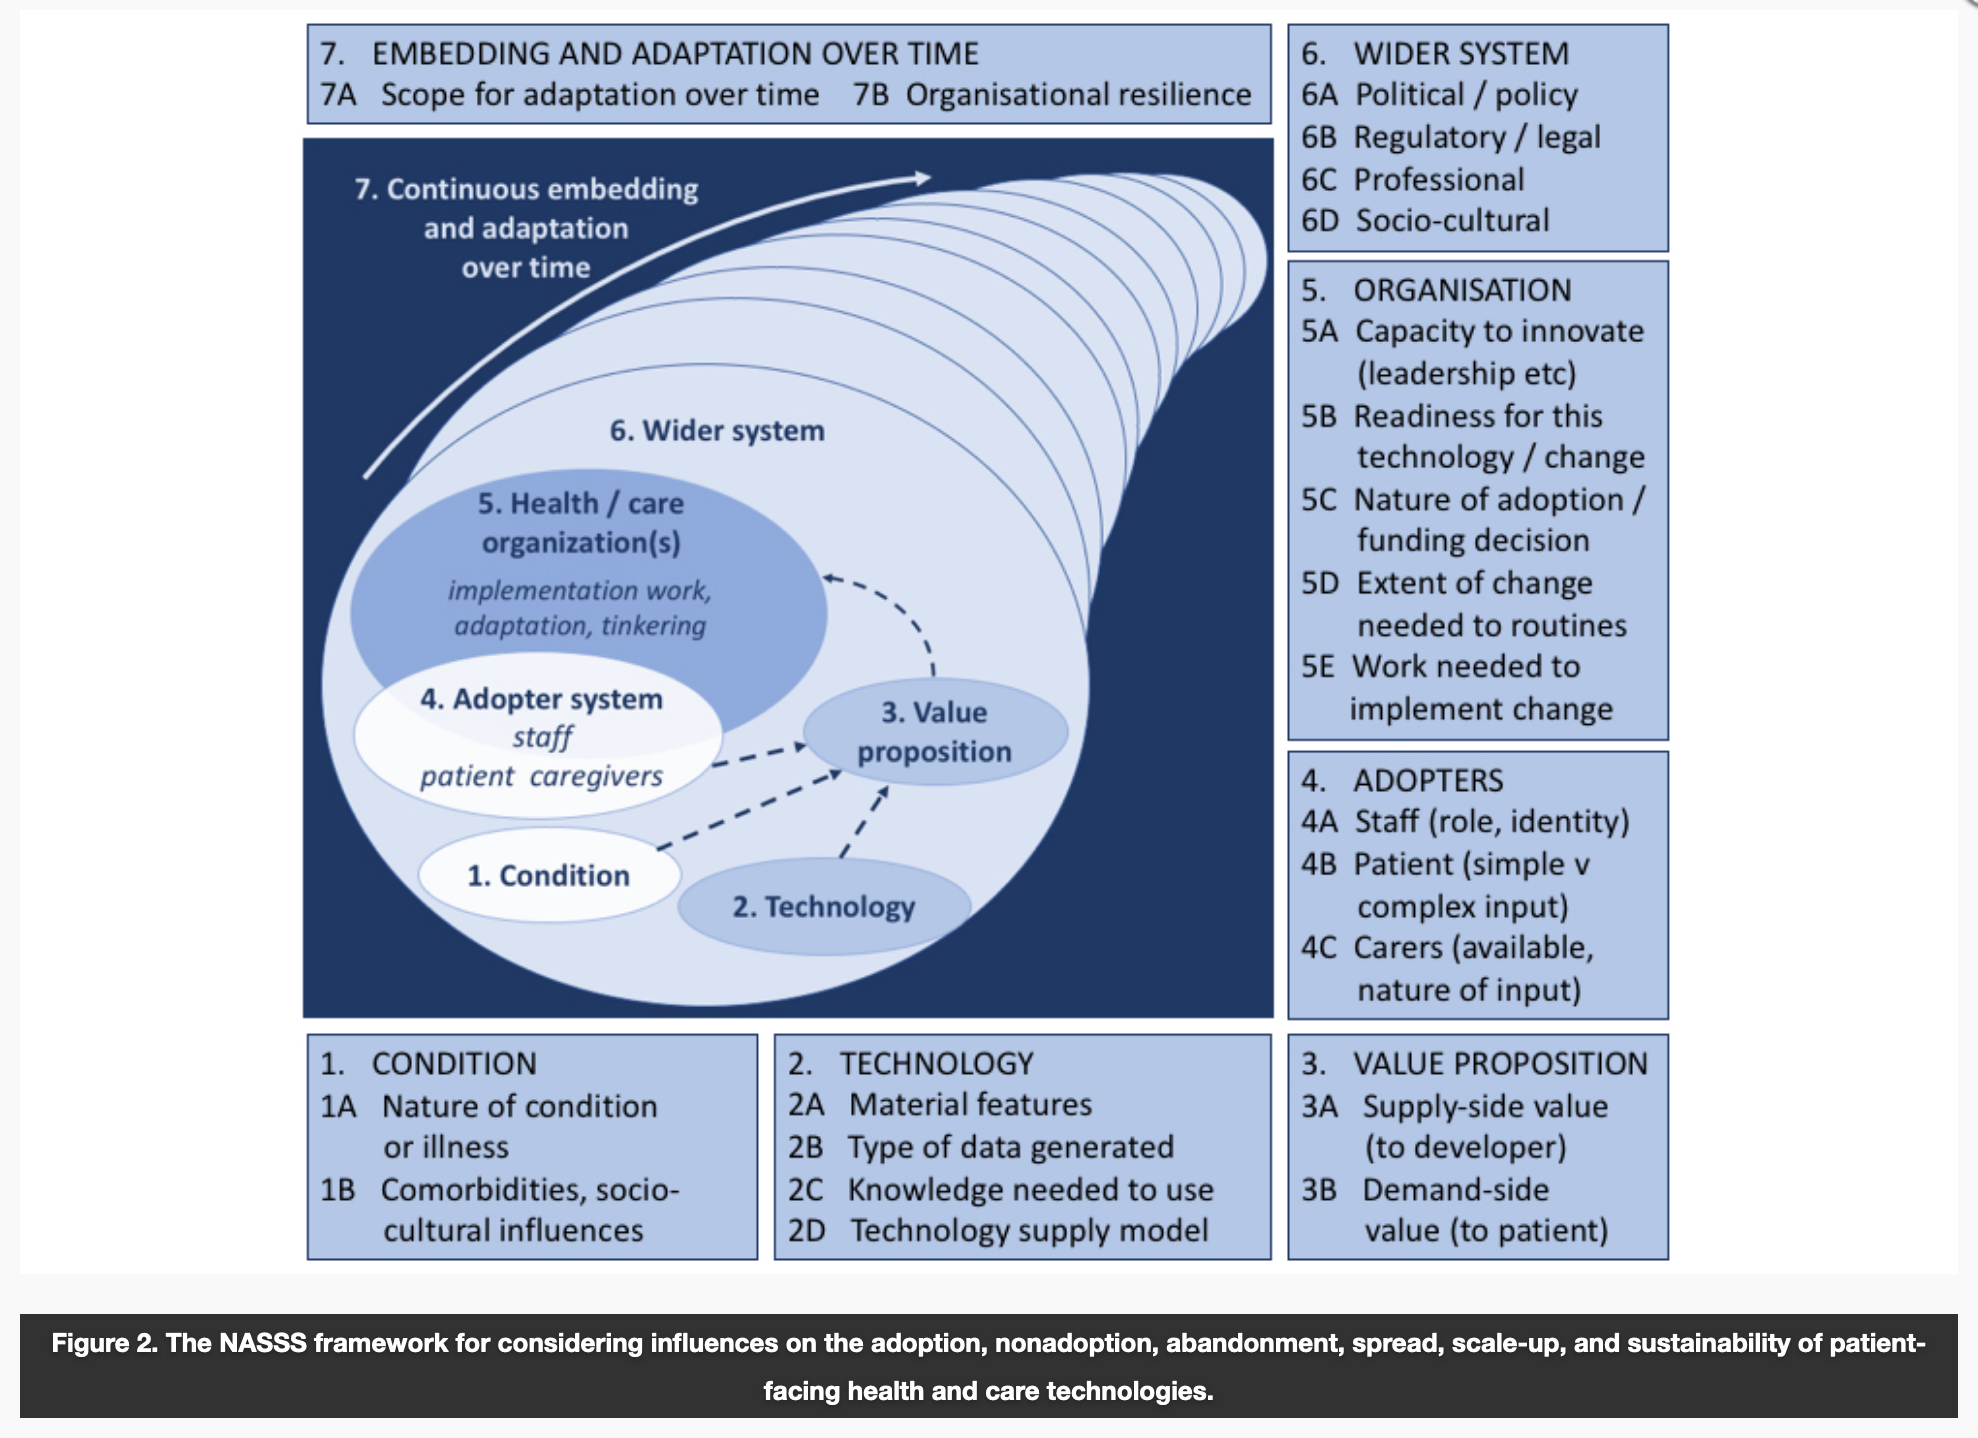 7. EMBEDDING AND ADAPTATION OVER TIME
7A Scope for adaptation over time 7B Organisational resilience
6. WIDER SYSTEM
6A Political / policy
6B Regulatory / legal
6C Professional
6D Socio-cultural
7. Continuous embedding
and adaptation
over time
6. Wider system
5. Health / care
organization(s)
implementation work,
adaptation, tinkering
4. Adopter system
staff
patient caregivers
3. Value
proposition
1. Condition
2. Technology
5. ORGANISATION
5A Capacity to innovate
(leadership etc)
5B Readiness for this
technology / change
5C Nature of adoption /
funding decision
5D Extent of change
needed to routines
5E Work needed to
implement change
4. ADOPTERS
4A Staff (role, identity)
4B Patient (simple v
complex input)
4C Carers (available,
nature of input)
1. CONDITION
1A Nature of condition
or illness
1B Comorbidities, socio-
cultural influences
2. TECHNOLOGY
2A Material features
2B Type of data generated
2C Knowledge needed to use
2D Technology supply model
3. VALUE PROPOSITION
3A Supply-side value
(to developer)
3B Demand-side
value (to patient)
Figure 2. The NASSS framework for considering influences on the adoption, nonadoption, abandonment, spread, scale-up, and sustainability of patient-
facing health and care technologies.